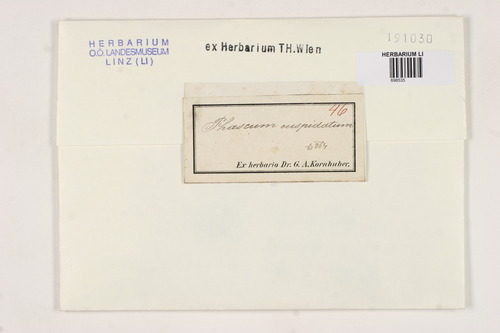 HERBARIUM
O.Ö. LANDESMUSEUM
LINZ (LI)
ex Herbarium TH.Wien
191030
HERBARIUM LI
46
Phascum cuspidatum
Ex herbario Dr. G. A. Kornhuber.